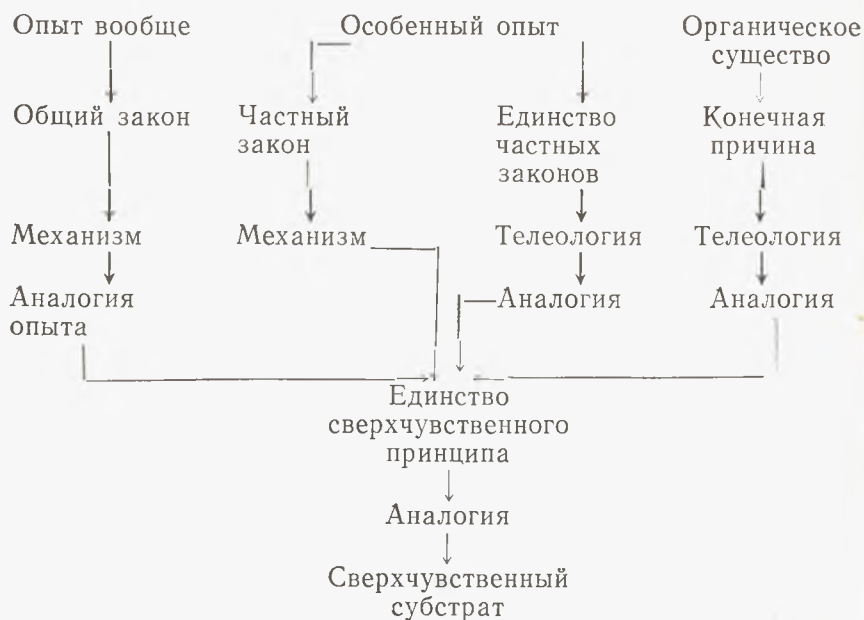 Опыт вообще
Особенный опыт
Органическое
существо
Общий закон
Частный
закон
Единство
частных
законов
Конечная
причина
Механизм
Механизм
Телеология
Телеология
Аналогия
опыта
Аналогия
Аналогия
Единство
сверхчувственного
принципа
Аналогия
Сверхчувственный
субстрат